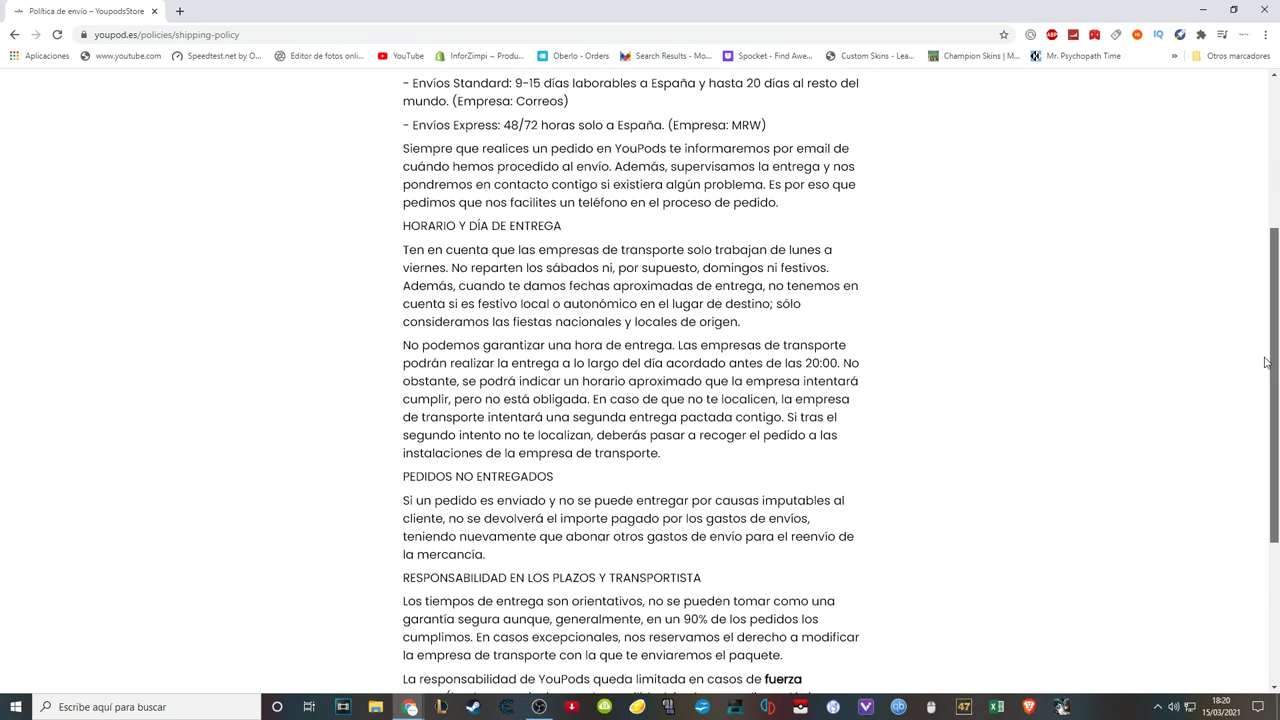 Política de envío – YoupodsStore
youpod.es/policies/shipping-policy
Aplicaciones www.youtube.com Speedtest.net by O... Editor de fotos onli... YouTube InforZimpi – Produ... Oberlo - Orders Search Results - Mo... Spocket - Find Awe... Custom Skins - Lea... Champion Skins | M... Mr. Psychopath Time » Otros marcadores
- Envíos Standard: 9-15 días laborables a España y hasta 20 días al resto del
mundo. (Empresa: Correos)
- Envíos Express: 48/72 horas solo a España. (Empresa: MRW)
Siempre que realices un pedido en YouPods te informaremos por email de
cuándo hemos procedido al envío. Además, supervisamos la entrega y nos
pondremos en contacto contigo si existiera algún problema. Es por eso que
pedimos que nos facilites un teléfono en el proceso de pedido.
HORARIO Y DÍA DE ENTREGA
Ten en cuenta que las empresas de transporte solo trabajan de lunes a
viernes. No reparten los sábados ni, por supuesto, domingos ni festivos.
Además, cuando te damos fechas aproximadas de entrega, no tenemos en
cuenta si es festivo local o autonómico en el lugar de destino; sólo
consideramos las fiestas nacionales y locales de origen.
No podemos garantizar una hora de entrega. Las empresas de transporte
podrán realizar la entrega a lo largo del día acordado antes de las 20:00. No
obstante, se podrá indicar un horario aproximado que la empresa intentará
cumplir, pero no está obligada. En caso de que no te localicen, la empresa
de transporte intentará una segunda entrega pactada contigo. Si tras el
segundo intento no te localizan, deberás pasar a recoger el pedido a las
instalaciones de la empresa de transporte.
PEDIDOS NO ENTREGADOS
Si un pedido es enviado y no se puede entregar por causas imputables al
cliente, no se devolverá el importe pagado por los gastos de envíos,
teniendo nuevamente que abonar otros gastos de envío para el reenvío de
la mercancía.
RESPONSABILIDAD EN LOS PLAZOS Y TRANSPORTISTA
Los tiempos de entrega son orientativos, no se pueden tomar como una
garantía segura aunque, generalmente, en un 90% de los pedidos los
cumplimos. En casos excepcionales, nos reservamos el derecho a modificar
la empresa de transporte con la que te enviaremos el paquete.
La responsabilidad de YouPods queda limitada en casos de fuerza
Escribe aquí para buscar
18:20
15/03/2021